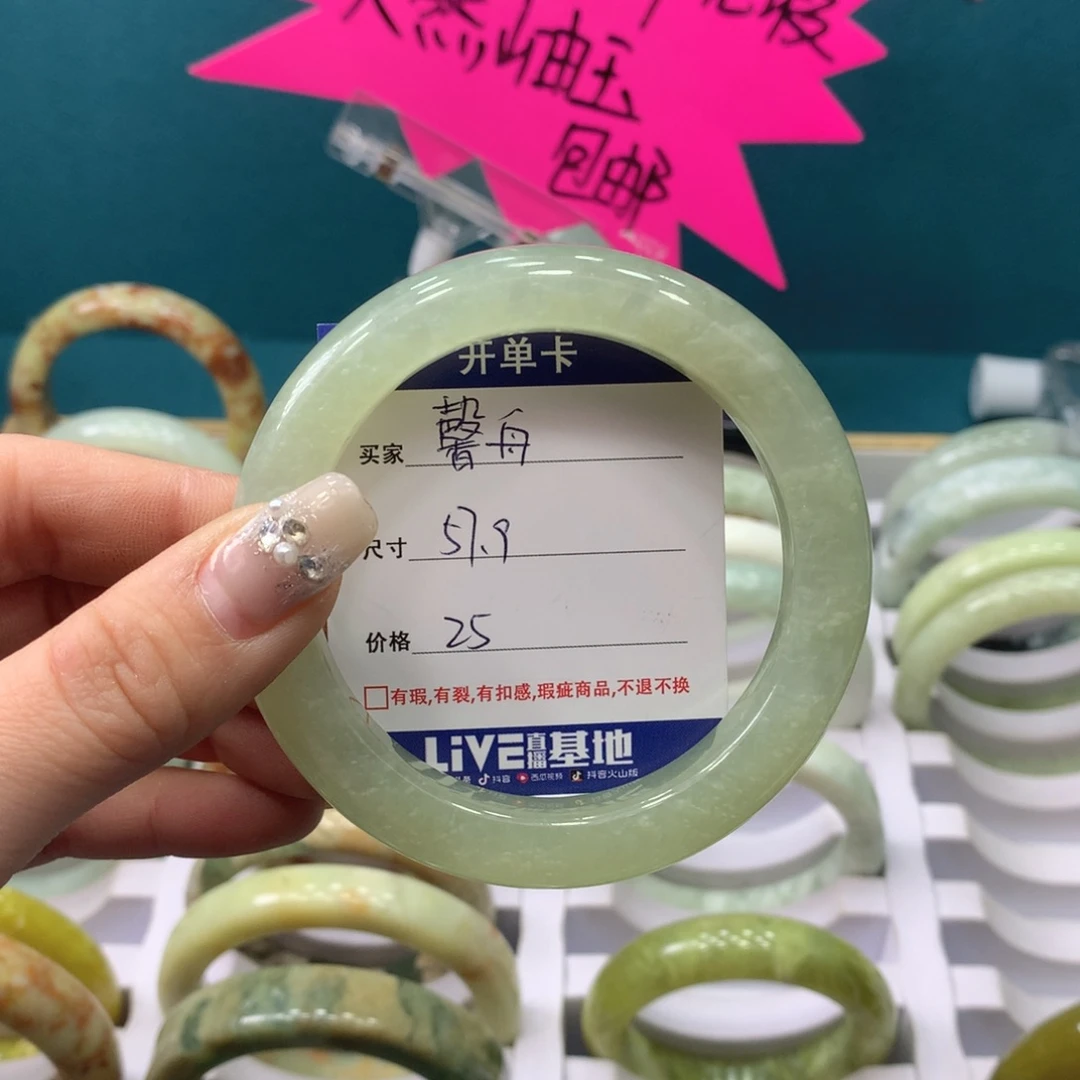 天然岫玉
包邮
开单卡
买家 馨舟
尺寸 57.9
价格 25
有瑕,有裂,有扣感,瑕疵商品,不退不换
LiVE直播基地
抖音 西瓜视频 抖音火山版